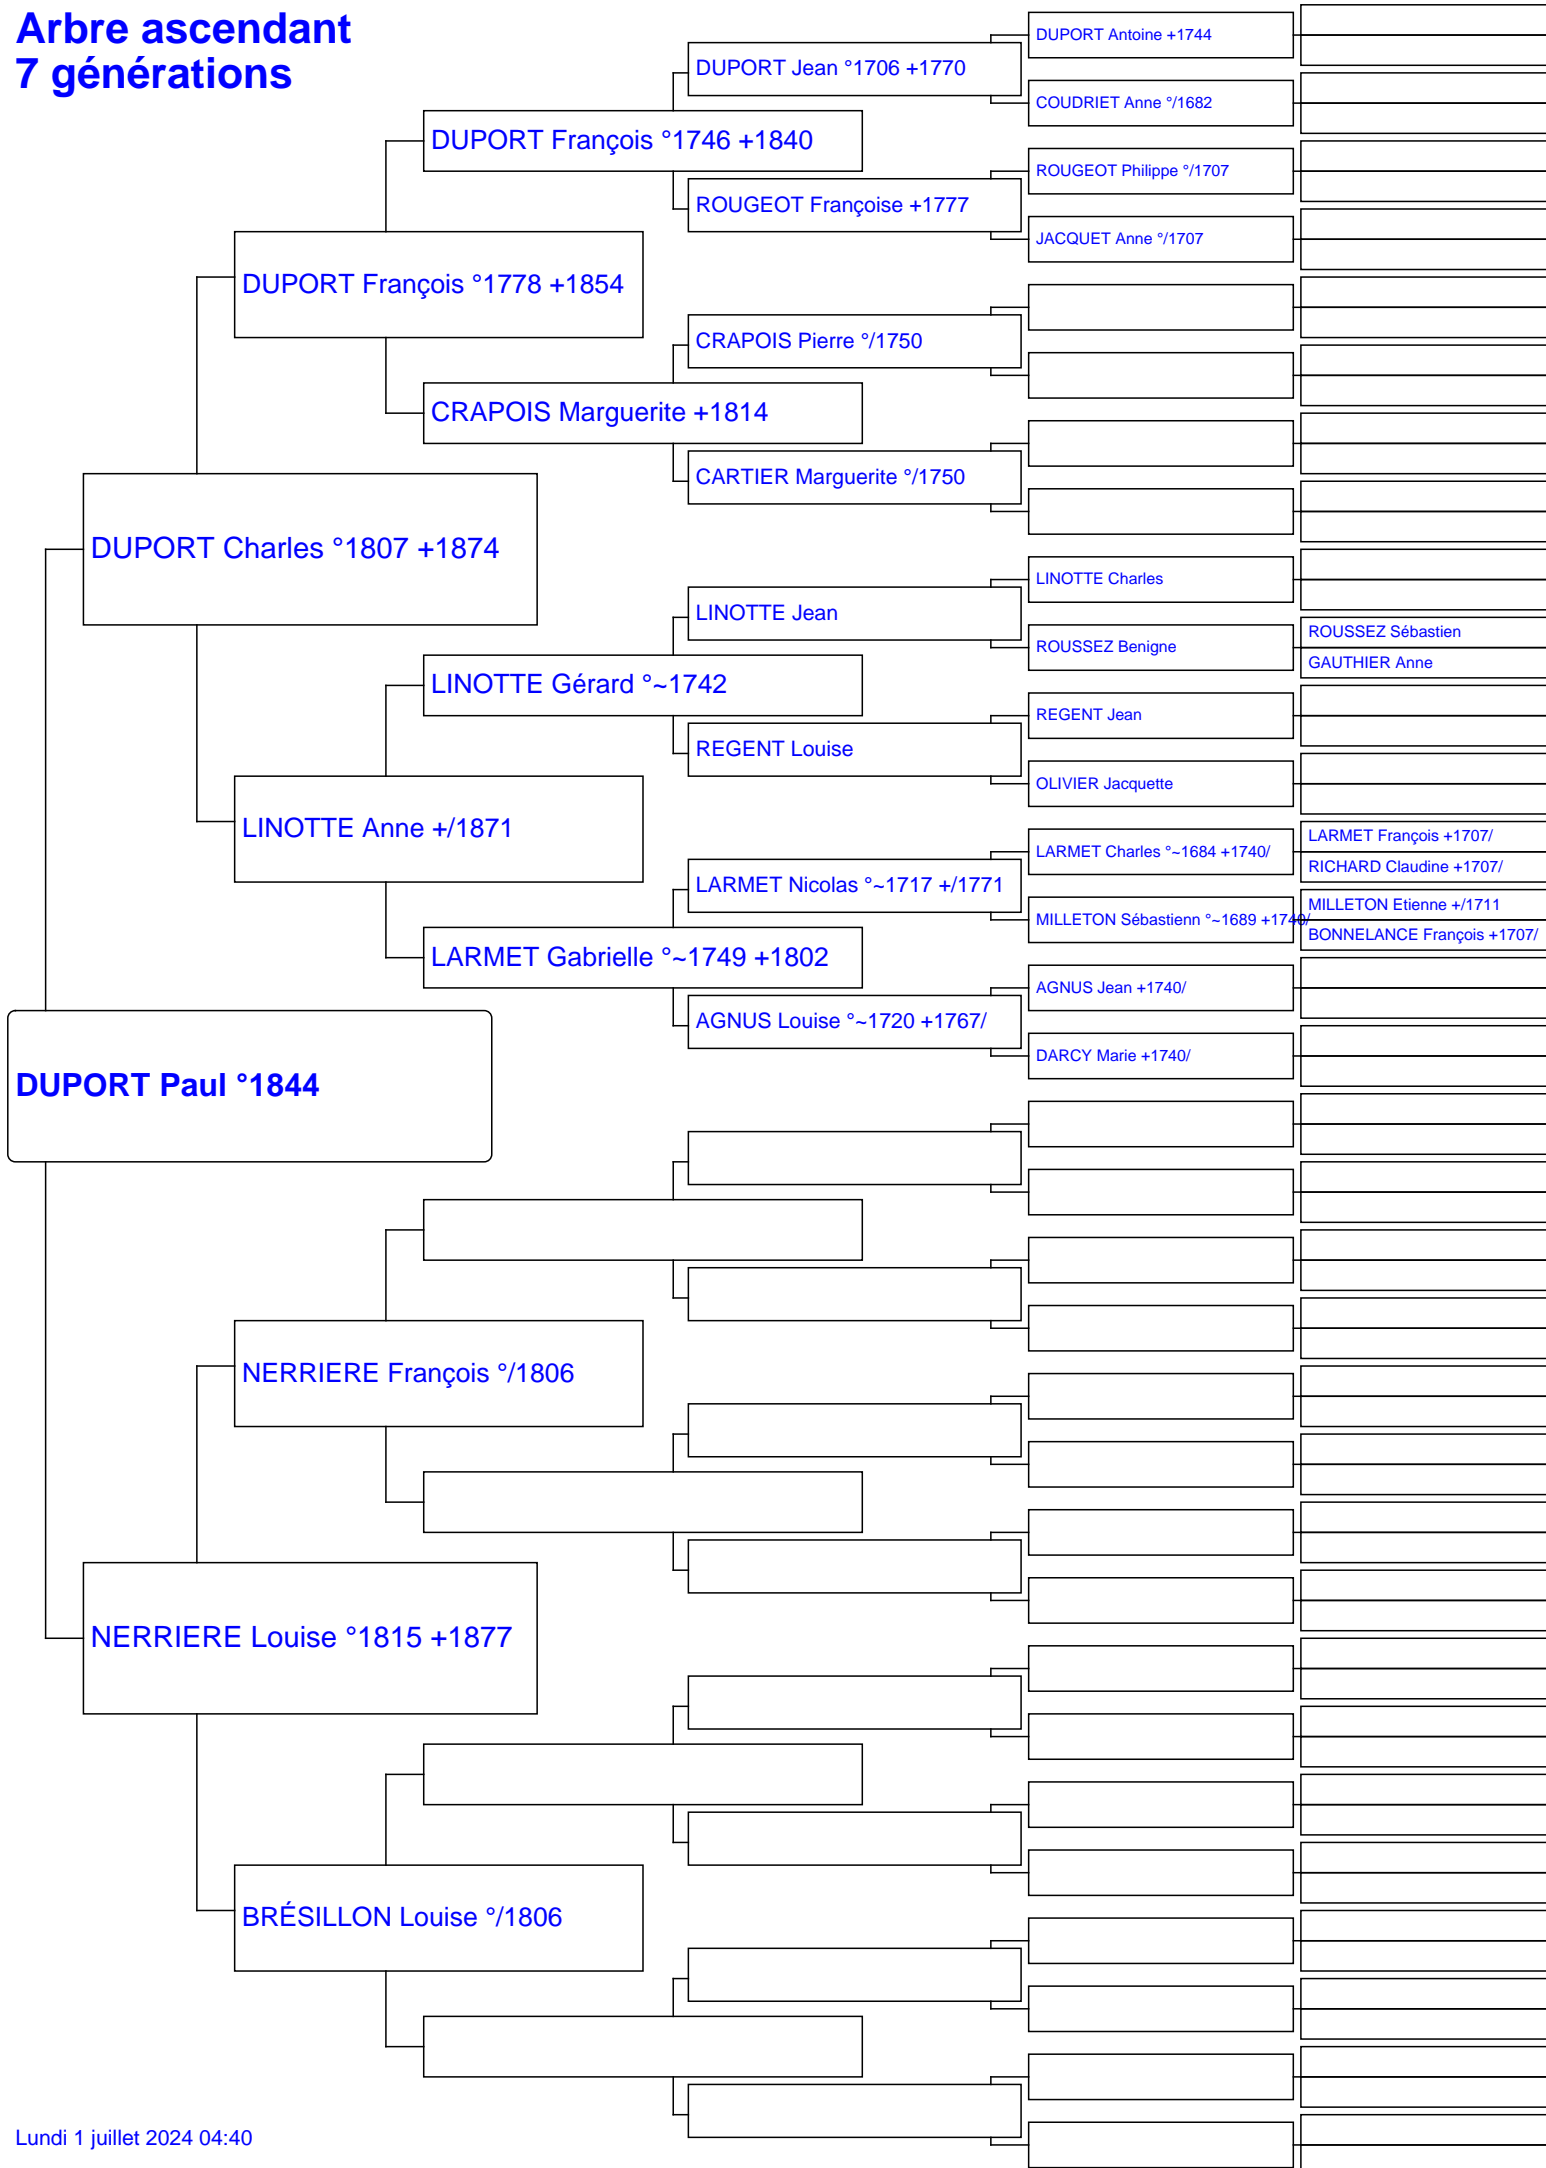 Arbre ascendant
7 générations
DUPORT Antoine +1744
DUPORT Jean °1706 +1770
COUDRIET Anne °/1682
DUPORT François °1746 +1840
ROUGEOT Philippe °/1707
ROUGEOT Françoise +1777
JACQUET Anne °/1707
DUPORT François °1778 +1854
CRAPOIS Pierre °/1750
CRAPOIS Marguerite +1814
CARTIER Marguerite °/1750
DUPORT Charles °1807 +1874
LINOTTE Charles
LINOTTE Jean
ROUSSEZ Sébastien
ROUSSEZ Benigne
GAUTHIER Anne
LINOTTE Gérard °~1742
REGENT Jean
REGENT Louise
OLIVIER Jacquette
LINOTTE Anne +/1871
LARMET François +1707/
LARMET Charles °~1684 +1740/
RICHARD Claudine +1707/
LARMET Nicolas °~1717 +/1771
MILLETON Etienne +/1711
MILLETON Sébastienn °~1689 +1740/
BONNELANCE François +1707/
LARMET Gabrielle °~1749 +1802
AGNUS Jean +1740/
AGNUS Louise °~1720 +1767/
DARCY Marie +1740/
DUPORT Paul °1844
NERRIERE François °/1806
NERRIERE Louise °1815 +1877
BRÉSILLON Louise °/1806
Lundi 1 juillet 2024 04:40